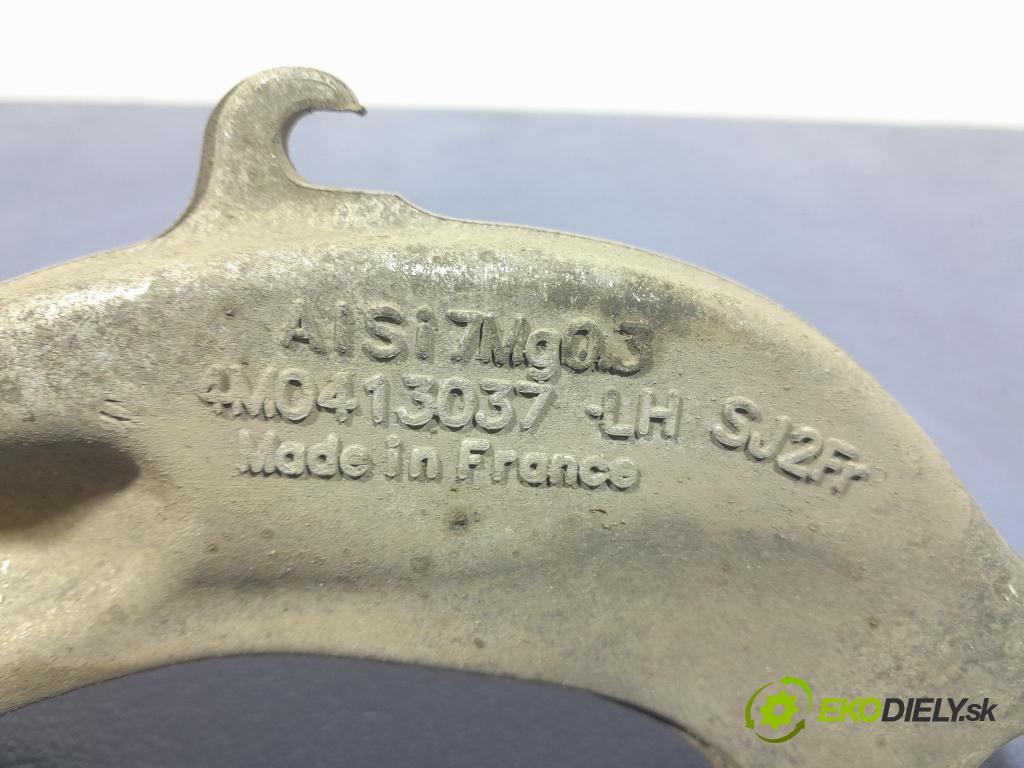 AlSi7Mg0.3
4M0413037 ·LH SJ2Fr
Made in France
EKODIELY.sk